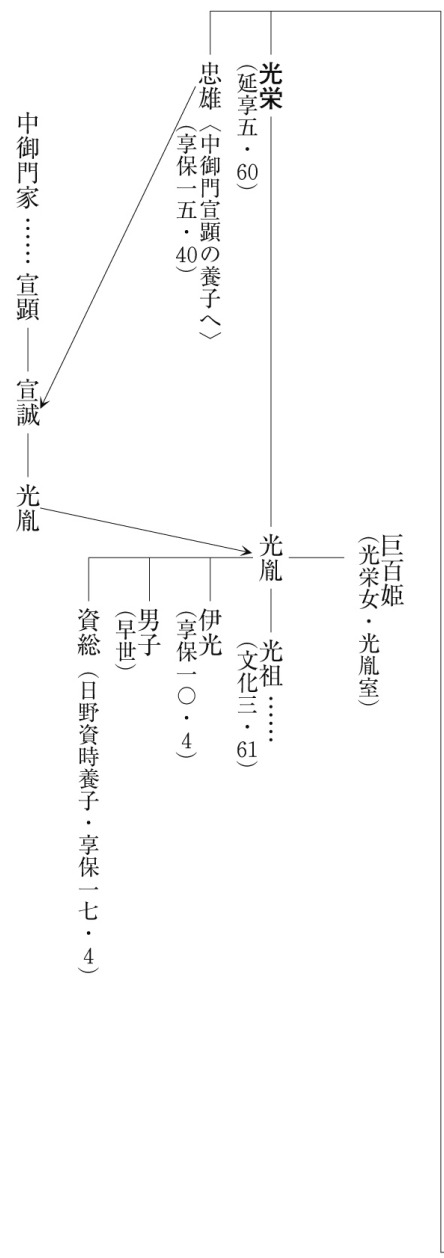 巨百姫
(光栄女・光胤室)
光栄
(延享五・60)
光胤
光祖……
(文化三・61)
忠雄〈中御門宣顕の養子へ〉
(享保一五・40)
伊光
(享保一〇・4)
男子
(早世)
資総(日野資時養子・享保一七・4)
中御門家……宣顕
宣誠
光胤